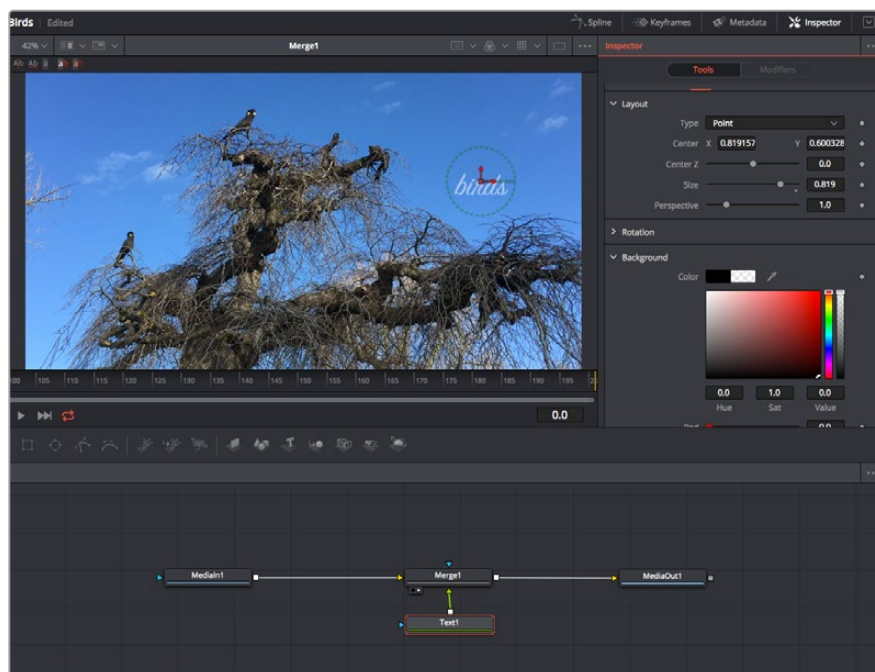 Birds Edited Spline Keyframes Metadata Inspector
42% Merge1 Inspector
Tools Modifiers
Layout
Type Point
Center X 0.819157 Y 0.600328
Center Z 0.0
Size 0.819
Perspective 1.0
birds
Rotation
Background
Color
105 110 115 120 125 130 135 140 145 150 155 160 165 170 175 180 185 190 195
0.0 1.0 0.0
Hue Sat Value
0.0
MediaIn1 Merge1 MediaOut1
Text1